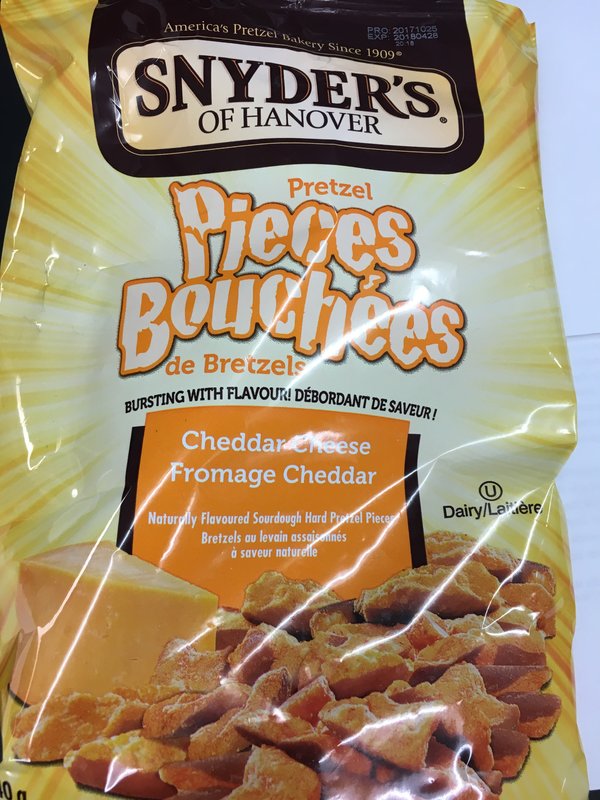 America's Pretzel Bakery Since 1909®
PRO: 20171025
EXP: 20180428
20:18
SNYDER'S®
OF HANOVER
Pretzel
Pieces
Bouchées
de Bretzels
BURSTING WITH FLAVOUR! DÉBORDANT DE SAVEUR!
Cheddar Cheese
Fromage Cheddar
Naturally Flavoured Sourdough Hard Pretzel Pieces
Bretzels au levain assaisonnés
à saveur naturelle
U
Dairy/Laitière